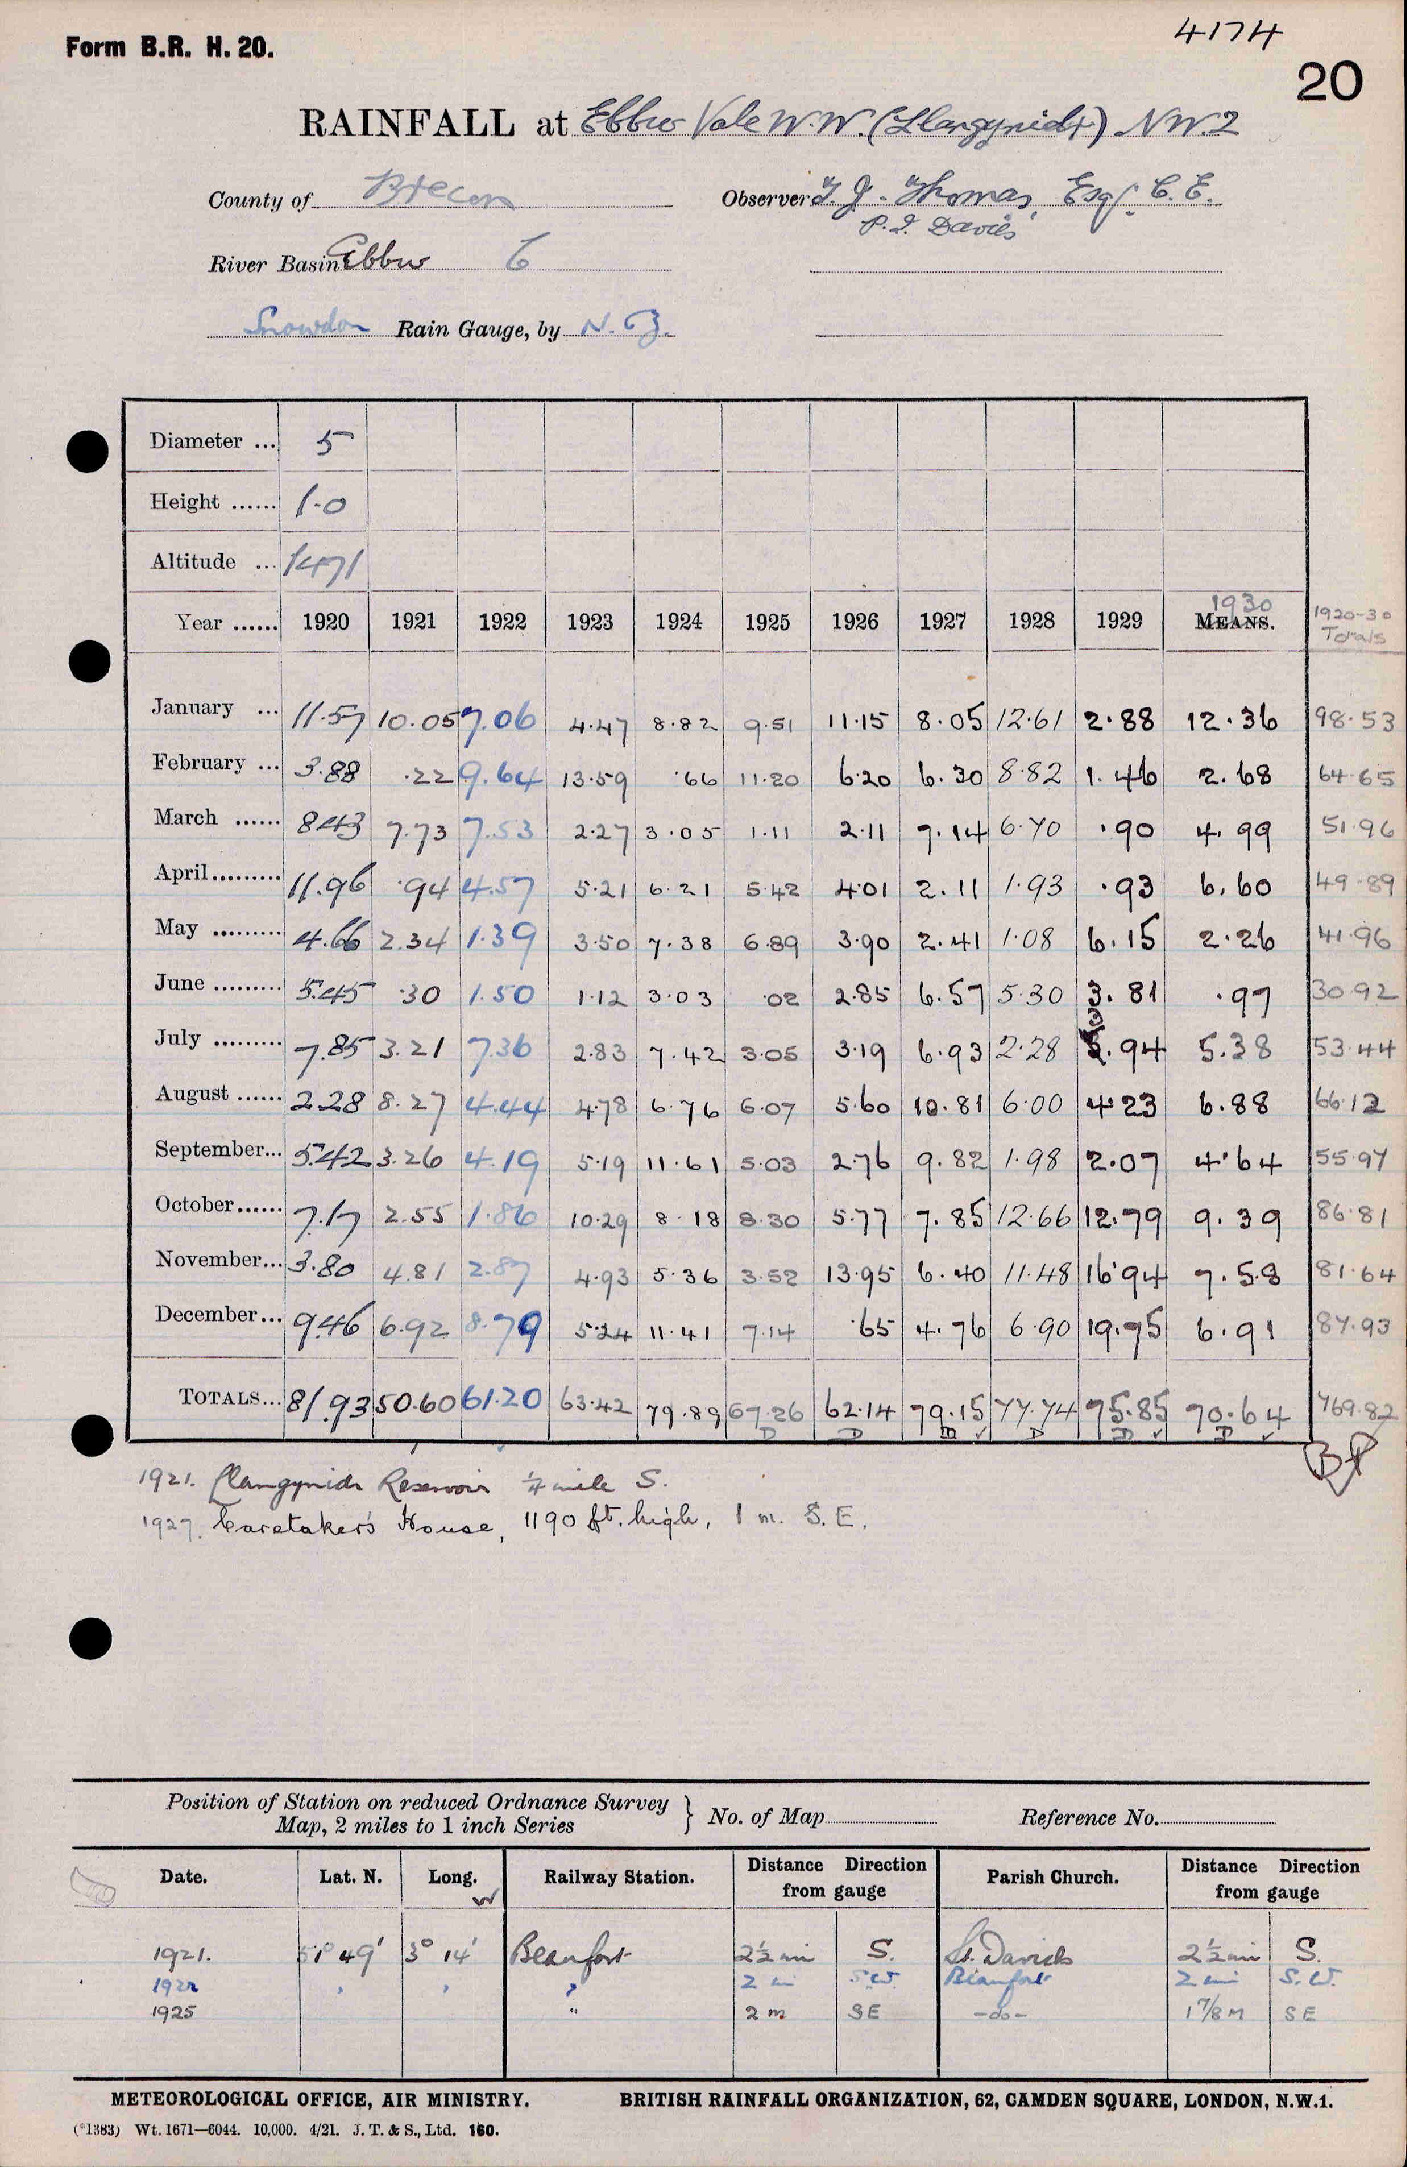 4174
Form B.R. H. 20.
20
RAINFALL at Ebbw Vale W.W. (Llangynidr) NW.2
County of Brecon Observer T. J. Thomas, Esq. C.E.
P. I. Davies
River Basin Ebbw C
Snowdon Rain Gauge, by N. & Z.
Diameter ... 5
Height ...... 1.0
Altitude ... 1471
1930
Year ...... 1920 1921 1922 1923 1924 1925 1926 1927 1928 1929 MEANS. 1920-30 Totals
January ... 11.57 10.05 7.06 4.47 8.82 9.51 11.15 8.05 12.61 2.88 12.36 98.53
February ... 3.88 .22 9.64 13.59 .66 11.20 6.20 6.30 8.82 1.46 2.68 64.65
March ...... 8.43 7.73 7.53 2.27 3.05 1.11 2.11 7.14 6.70 .90 4.99 51.96
April ......... 11.96 .94 4.57 5.21 6.21 5.42 4.01 2.11 1.93 .93 6.60 49.89
May ......... 4.66 2.34 1.39 3.50 7.38 6.89 3.90 2.41 1.08 6.15 2.26 41.96
June ......... 5.45 .30 1.50 1.12 3.03 .02 2.85 6.57 5.30 3.81 .97 30.92
July ......... 7.85 3.21 7.36 2.83 7.42 3.05 3.19 6.93 2.28 3.94 5.38 53.44
August ...... 2.28 8.27 4.44 4.78 6.76 6.07 5.60 10.81 6.00 4.23 6.88 66.12
September... 5.42 3.26 4.19 5.19 11.61 5.03 2.76 9.82 1.98 2.07 4.64 55.97
October...... 7.17 2.55 1.86 10.29 8.18 8.30 5.77 7.85 12.66 12.79 9.39 86.81
November... 3.80 4.81 2.87 4.93 5.36 3.52 13.95 6.40 11.48 16.94 7.58 81.64
December... 9.46 6.92 8.79 5.24 11.41 7.14 .65 4.76 6.90 19.75 6.91 87.93
TOTALS... 81.93 50.60 61.20 63.42 79.89 67.26 62.14 79.15 77.74 75.85 70.64 769.82
D D D D D D
1921. Llangynidr Reservoir ¼ mile S.
1927. Caretaker's House, 1190 ft. high, 1 m. S.E.
Position of Station on reduced Ordnance Survey
Map, 2 miles to 1 inch Series } No. of Map Reference No.
Date. Lat. N. Long. W Railway Station. Distance Direction from gauge Parish Church. Distance Direction from gauge
1921. 51° 49' 3° 14' Beaufort 2½ mi S. St. Davids 2½ mi S.
1922 " " " 2 mi S.W. Beaufort 2 mi S.W.
1925 " 2 m. SE -do- 1⅞ M SE
METEOROLOGICAL OFFICE, AIR MINISTRY. BRITISH RAINFALL ORGANIZATION, 62, CAMDEN SQUARE, LONDON, N.W.1.
(*1383) Wt. 1671—6044. 10,000. 4/21. J. T. & S., Ltd. 160.